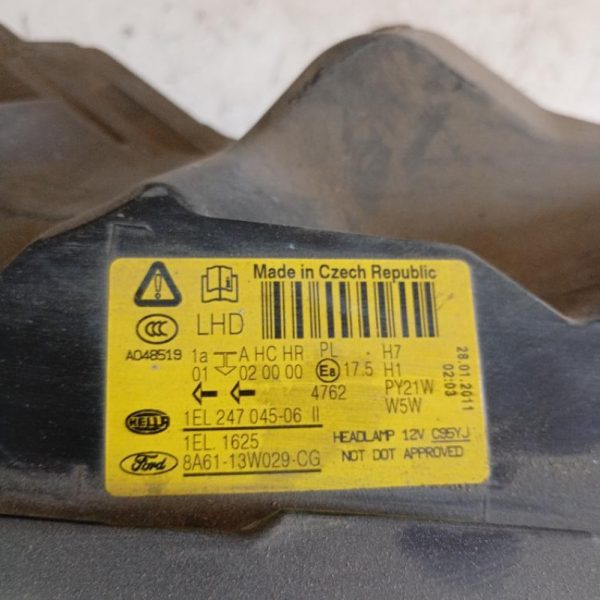 Made in Czech Republic
CCC LHD
A048519 1a A HC HR PL H7
01 02 00 00 E8 17.5 H1
4762 PY21W
W5W
28.01.2011
02:03
HELLA 1EL 247 045-06 II
1EL. 1625 HEADLAMP 12V C95YJ
Ford 8A61-13W029-CG NOT DOT APPROVED